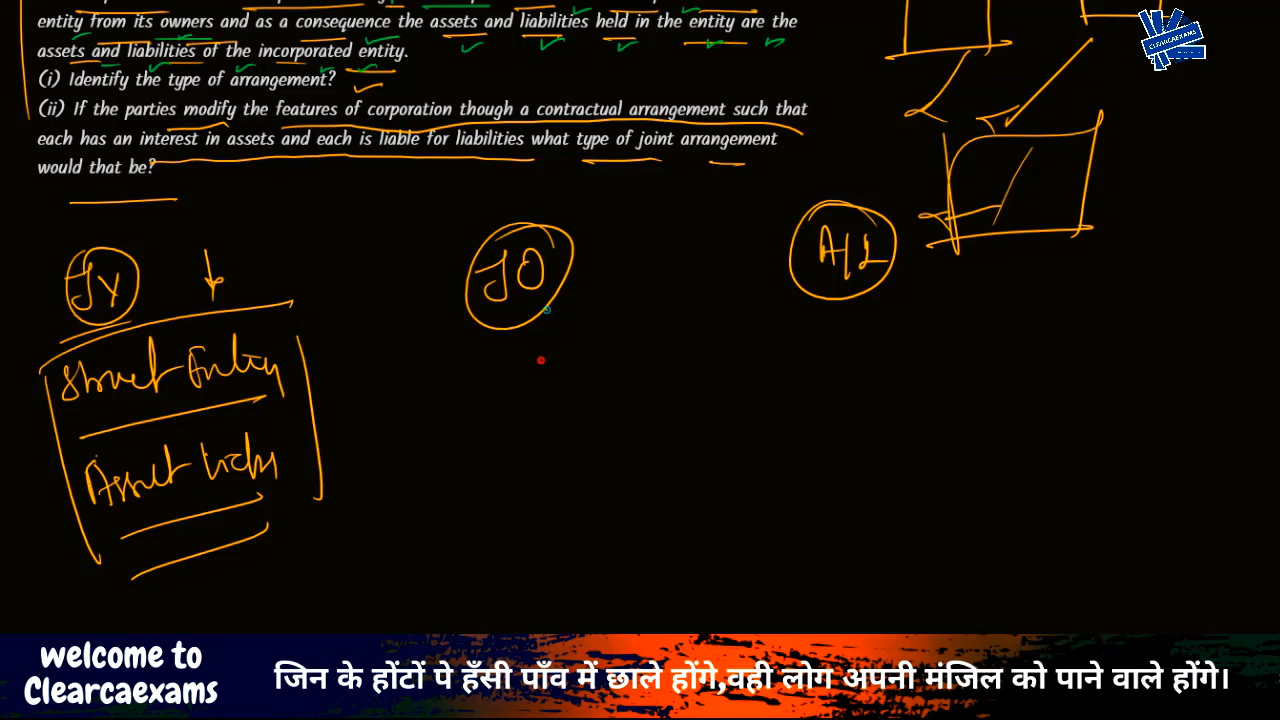 entity from its owners and as a consequence the assets and liabilities held in the entity are the
assets and liabilities of the incorporated entity.
(i) Identify the type of arrangement?
(ii) If the parties modify the features of corporation though a contractual arrangement such that
each has an interest in assets and each is liable for liabilities what type of joint arrangement
would that be?
CLEARCAEXAMS
JV
JO
A/L
Struct Entity
Asset
welcome to
Clearcaexams
जिन के होंटों पे हँसी पाँव में छाले होंगे,वही लोग अपनी मंजिल को पाने वाले होंगे।